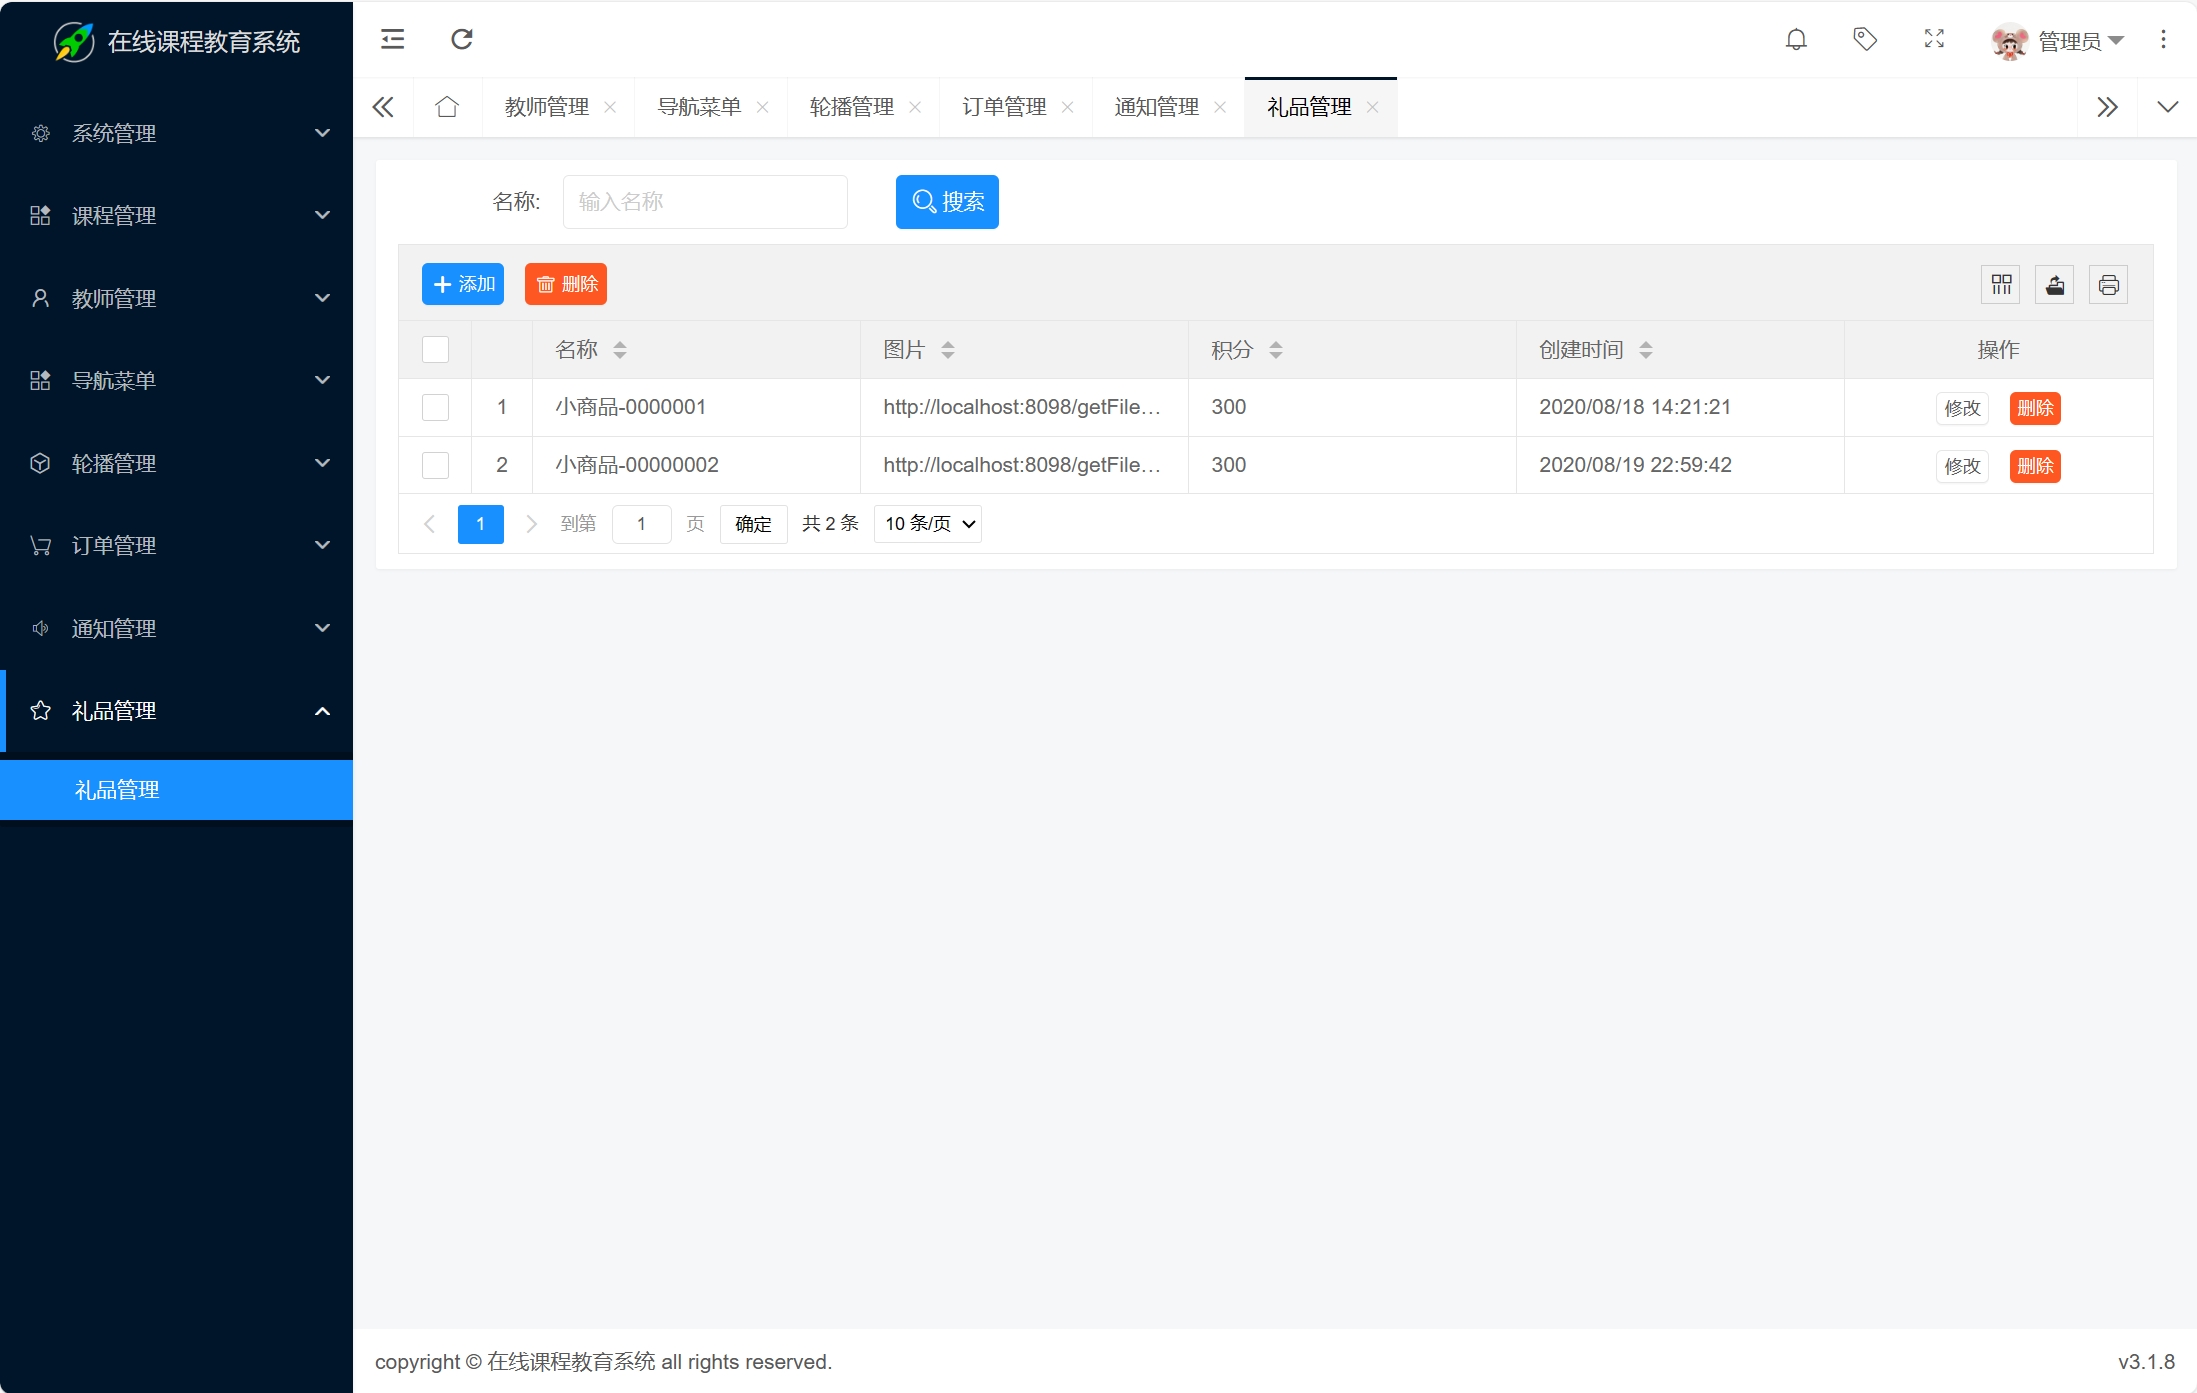 在线课程教育系统
管理员
教师管理 导航菜单 轮播管理 订单管理 通知管理 礼品管理
系统管理
课程管理
教师管理
导航菜单
轮播管理
订单管理
通知管理
礼品管理
礼品管理
名称: 输入名称 搜索
添加 删除
名称 图片 积分 创建时间 操作
1 小商品-0000001 http://localhost:8098/getFile... 300 2020/08/18 14:21:21 修改 删除
2 小商品-00000002 http://localhost:8098/getFile... 300 2020/08/19 22:59:42 修改 删除
1 到第 1 页 确定 共 2 条 10 条/页
copyright © 在线课程教育系统 all rights reserved. v3.1.8